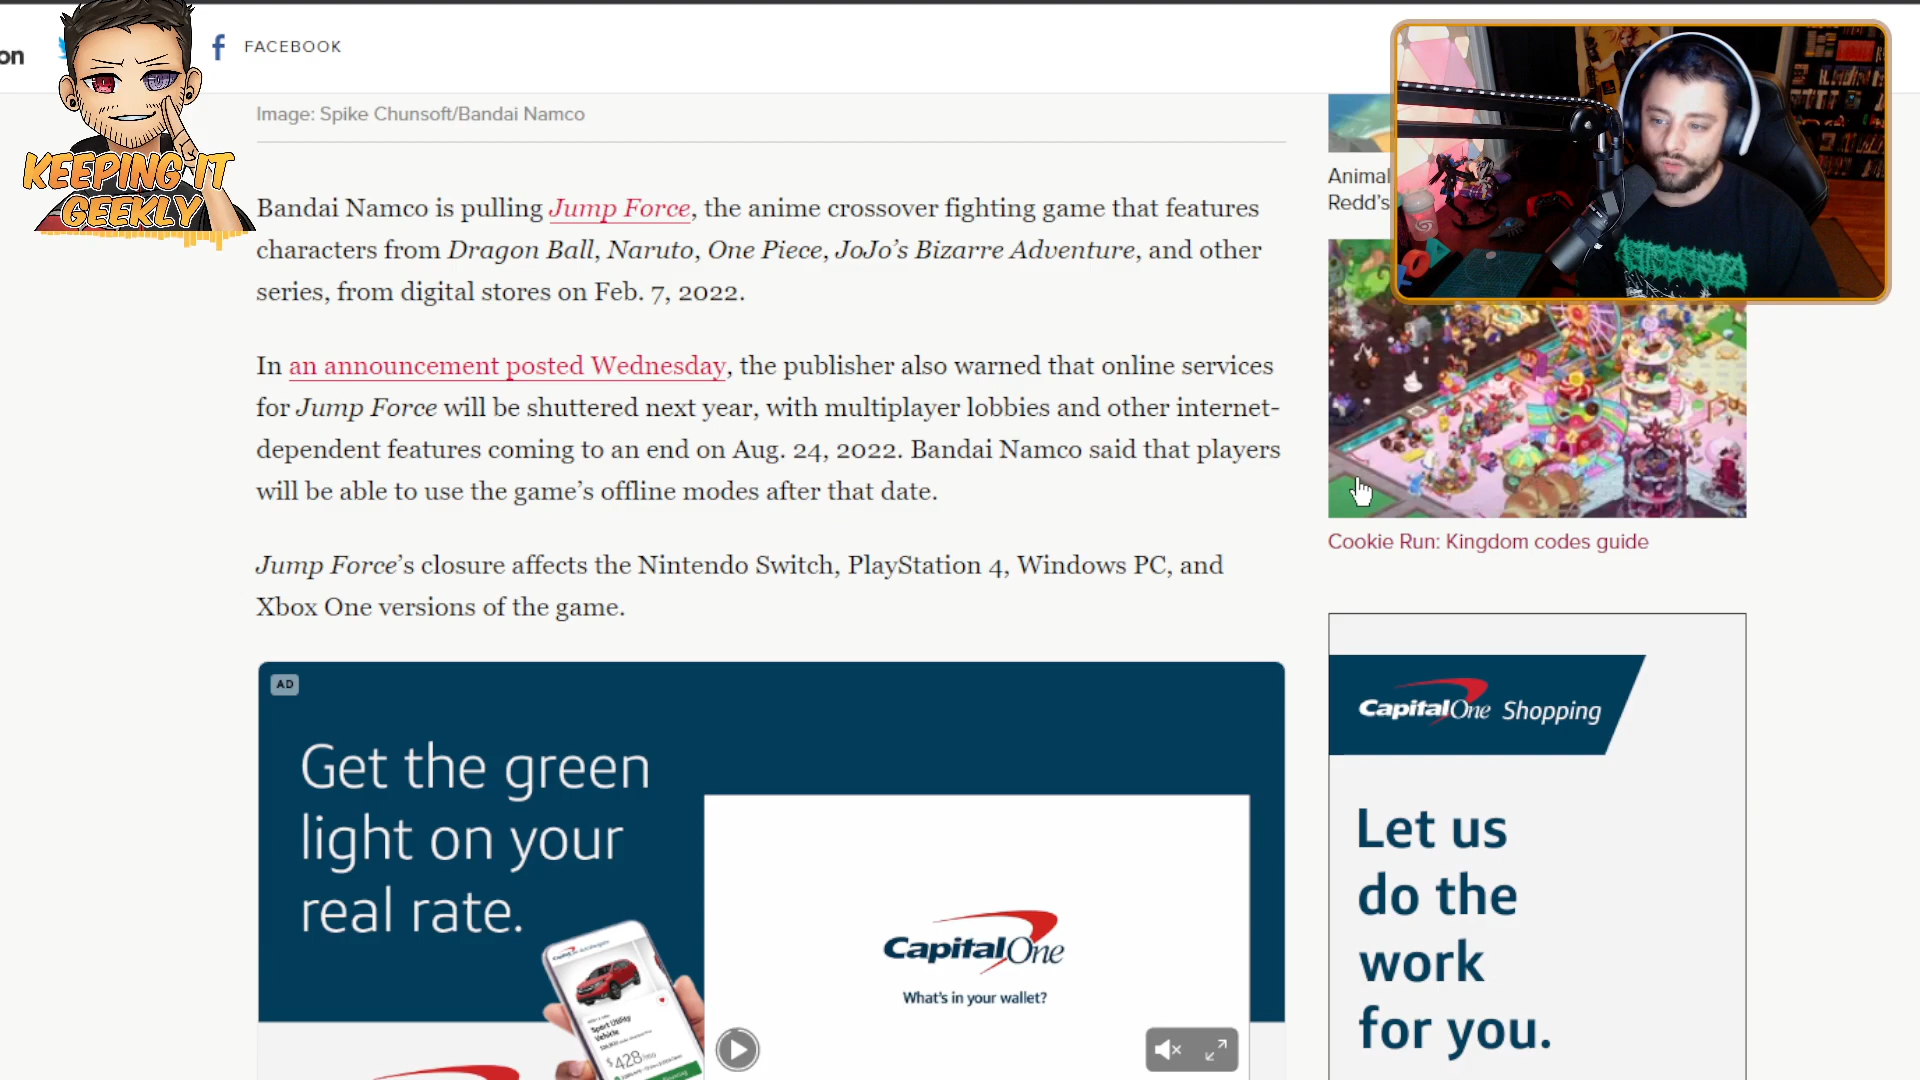 on
FACEBOOK
KEEPING IT
GEEKLY
Image: Spike Chunsoft/Bandai Namco
Bandai Namco is pulling Jump Force, the anime crossover fighting game that features
characters from Dragon Ball, Naruto, One Piece, JoJo's Bizarre Adventure, and other
series, from digital stores on Feb. 7, 2022.
In an announcement posted Wednesday, the publisher also warned that online services
for Jump Force will be shuttered next year, with multiplayer lobbies and other internet-
dependent features coming to an end on Aug. 24, 2022. Bandai Namco said that players
will be able to use the game's offline modes after that date.
Jump Force's closure affects the Nintendo Switch, PlayStation 4, Windows PC, and
Xbox One versions of the game.
AD
Get the green
light on your
real rate.
Sport Utility
Vehicle
$428/mo
CapitalOne
What's in your wallet?
Animal
Redd's
Cookie Run: Kingdom codes guide
CapitalOne Shopping
Let us
do the
work
for you.